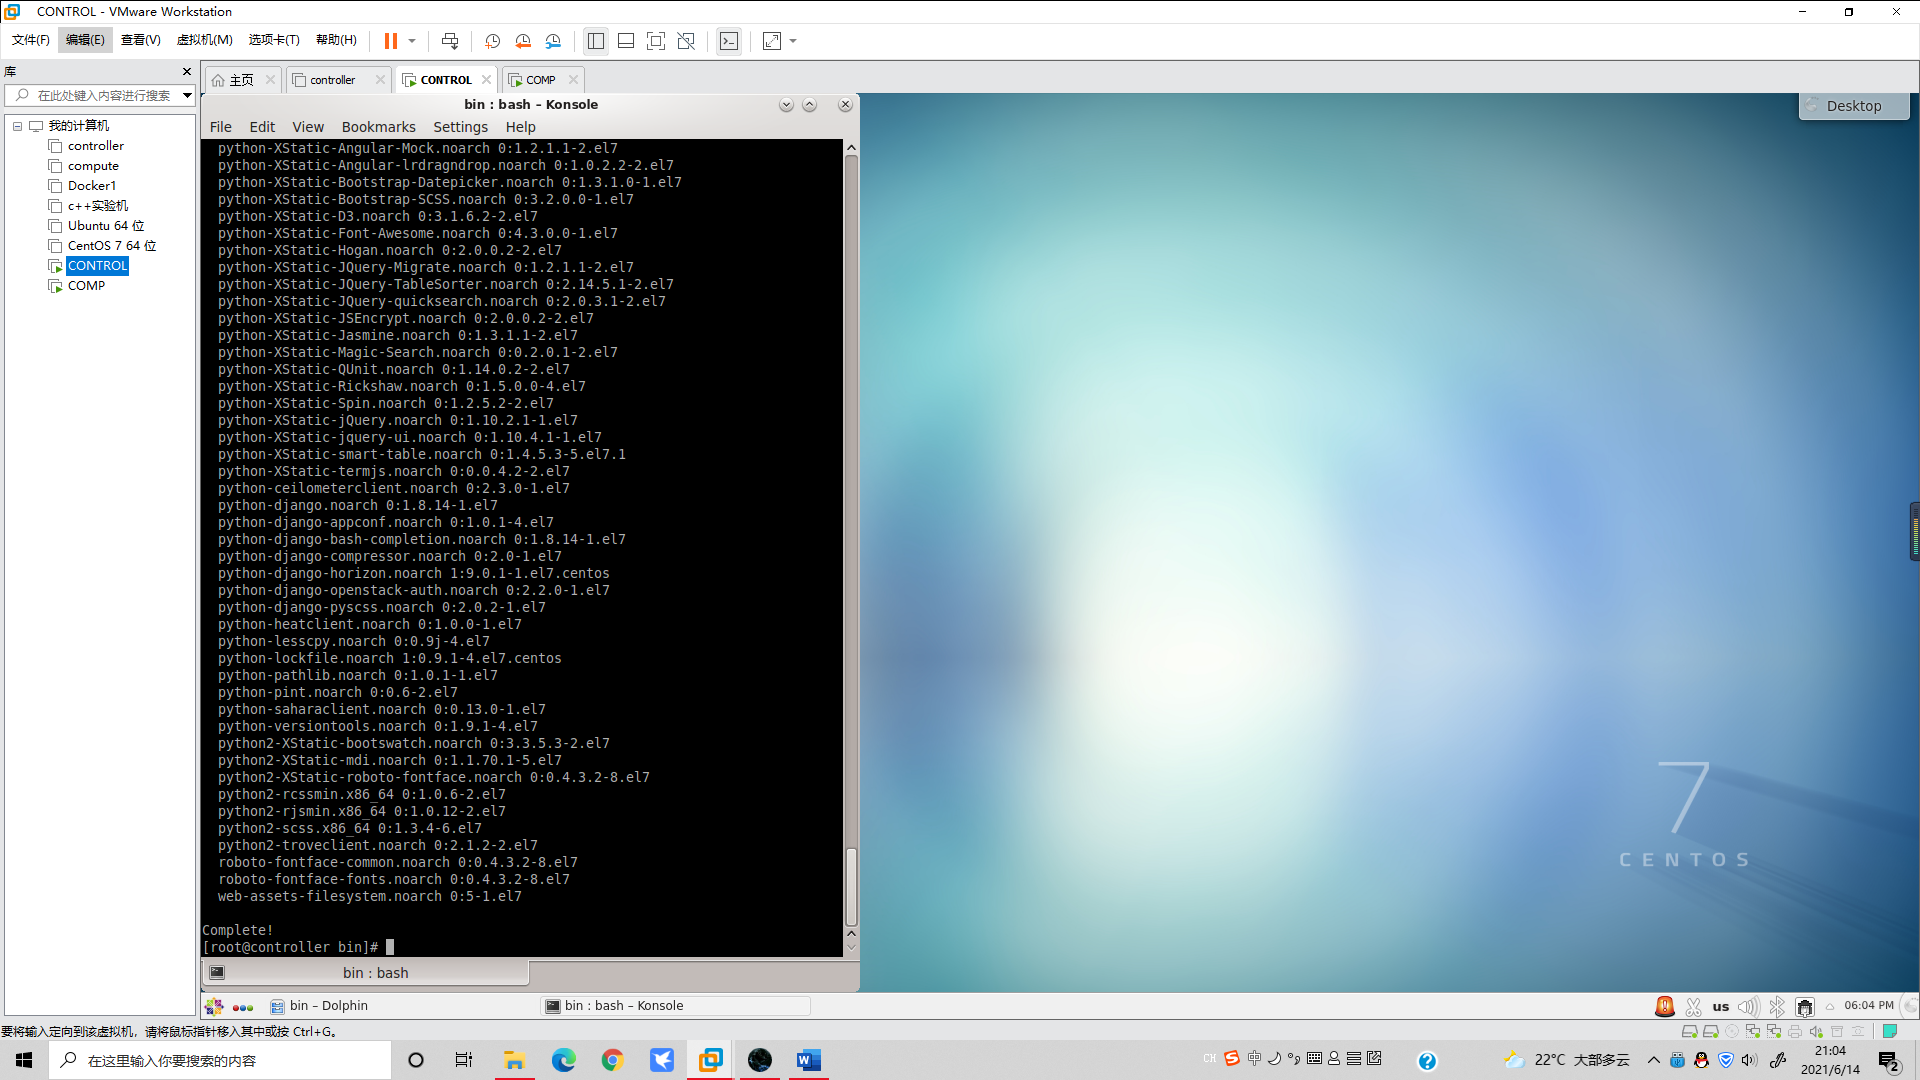 CONTROL - VMware Workstation
文件(F) 编辑(E) 查看(V) 虚拟机(M) 选项卡(T) 帮助(H)
库
在此处键入内容进行搜索
我的计算机
controller
compute
Docker1
c++实验机
Ubuntu 64 位
CentOS 7 64 位
CONTROL
COMP
主页 controller CONTROL COMP
bin : bash – Konsole
File Edit View Bookmarks Settings Help
python-XStatic-Angular-Mock.noarch 0:1.2.1.1-2.el7
python-XStatic-Angular-lrdragndrop.noarch 0:1.0.2.2-2.el7
python-XStatic-Bootstrap-Datepicker.noarch 0:1.3.1.0-1.el7
python-XStatic-Bootstrap-SCSS.noarch 0:3.2.0.0-1.el7
python-XStatic-D3.noarch 0:3.1.6.2-2.el7
python-XStatic-Font-Awesome.noarch 0:4.3.0.0-1.el7
python-XStatic-Hogan.noarch 0:2.0.0.2-2.el7
python-XStatic-JQuery-Migrate.noarch 0:1.2.1.1-2.el7
python-XStatic-JQuery-TableSorter.noarch 0:2.14.5.1-2.el7
python-XStatic-JQuery-quicksearch.noarch 0:2.0.3.1-2.el7
python-XStatic-JSEncrypt.noarch 0:2.0.0.2-2.el7
python-XStatic-Jasmine.noarch 0:1.3.1.1-2.el7
python-XStatic-Magic-Search.noarch 0:0.2.0.1-2.el7
python-XStatic-QUnit.noarch 0:1.14.0.2-2.el7
python-XStatic-Rickshaw.noarch 0:1.5.0.0-4.el7
python-XStatic-Spin.noarch 0:1.2.5.2-2.el7
python-XStatic-jQuery.noarch 0:1.10.2.1-1.el7
python-XStatic-jquery-ui.noarch 0:1.10.4.1-1.el7
python-XStatic-smart-table.noarch 0:1.4.5.3-5.el7.1
python-XStatic-termjs.noarch 0:0.0.4.2-2.el7
python-ceilometerclient.noarch 0:2.3.0-1.el7
python-django.noarch 0:1.8.14-1.el7
python-django-appconf.noarch 0:1.0.1-4.el7
python-django-bash-completion.noarch 0:1.8.14-1.el7
python-django-compressor.noarch 0:2.0-1.el7
python-django-horizon.noarch 1:9.0.1-1.el7.centos
python-django-openstack-auth.noarch 0:2.2.0-1.el7
python-django-pyscss.noarch 0:2.0.2-1.el7
python-heatclient.noarch 0:1.0.0-1.el7
python-lesscpy.noarch 0:0.9j-4.el7
python-lockfile.noarch 1:0.9.1-4.el7.centos
python-pathlib.noarch 0:1.0.1-1.el7
python-pint.noarch 0:0.6-2.el7
python-saharaclient.noarch 0:0.13.0-1.el7
python-versiontools.noarch 0:1.9.1-4.el7
python2-XStatic-bootswatch.noarch 0:3.3.5.3-2.el7
python2-XStatic-mdi.noarch 0:1.1.70.1-5.el7
python2-XStatic-roboto-fontface.noarch 0:0.4.3.2-8.el7
python2-rcssmin.x86_64 0:1.0.6-2.el7
python2-rjsmin.x86_64 0:1.0.12-2.el7
python2-scss.x86_64 0:1.3.4-6.el7
python2-troveclient.noarch 0:2.1.2-2.el7
roboto-fontface-common.noarch 0:0.4.3.2-8.el7
roboto-fontface-fonts.noarch 0:0.4.3.2-8.el7
web-assets-filesystem.noarch 0:5-1.el7
Complete!
[root@controller bin]#
bin : bash
Desktop
7
CENTOS
bin – Dolphin bin : bash – Konsole us 06:04 PM
要将输入定向到该虚拟机，请将鼠标指针移入其中或按 Ctrl+G。
在这里输入你要搜索的内容
CH 中 22°C 大部多云 21:04
2021/6/14 2